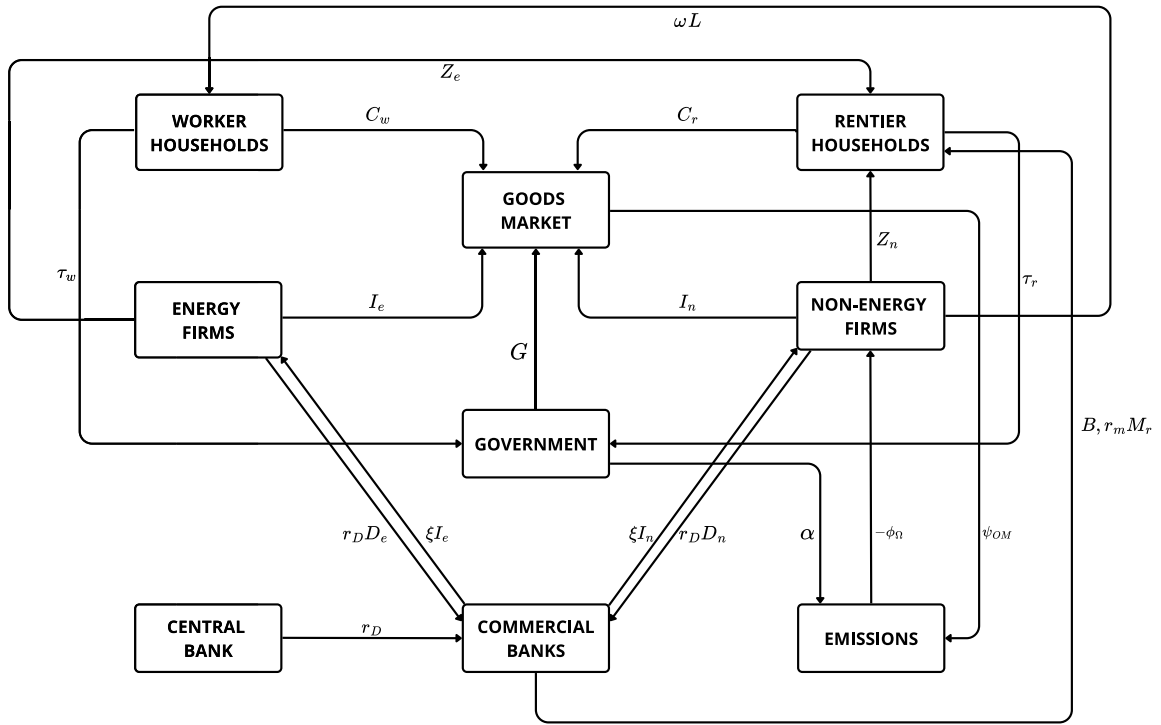 ωL
Z_e
WORKER
HOUSEHOLDS
C_w
C_r
RENTIER
HOUSEHOLDS
GOODS
MARKET
Z_n
τ_w
τ_r
ENERGY
FIRMS
I_e
I_n
NON-ENERGY
FIRMS
G
GOVERNMENT
B, r_m M_r
r_D D_e
ξI_e
ξI_n
r_D D_n
α
-ϕ_Ω
ψ_OM
CENTRAL
BANK
r_D
COMMERCIAL
BANKS
EMISSIONS